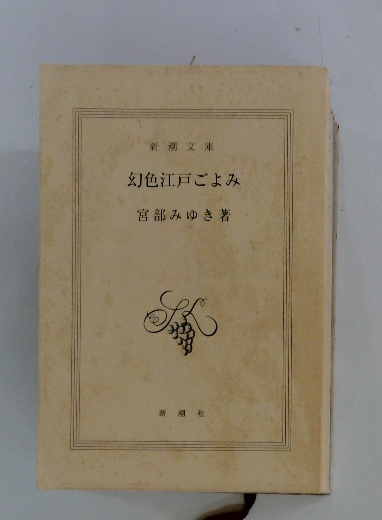 新潮文庫
幻色江戸ごよみ
宮部みゆき著
新潮社